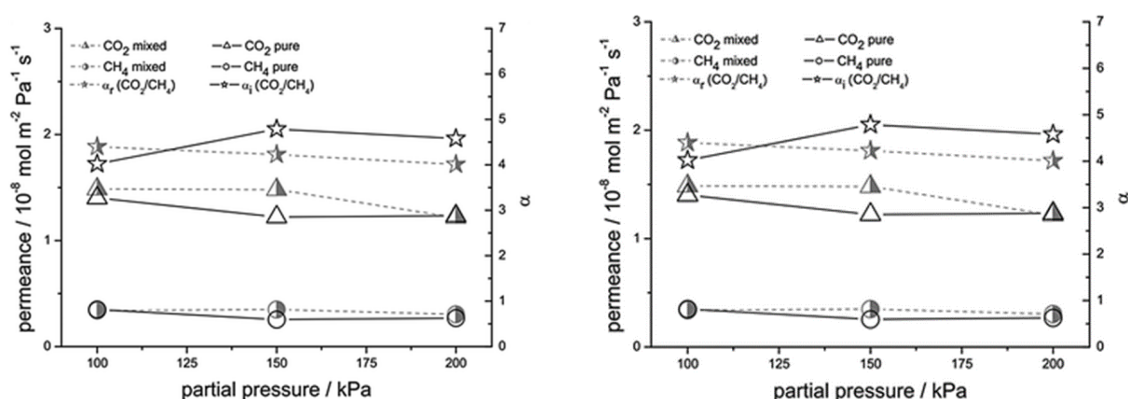 CO2 mixed CO2 pure
CH4 mixed CH4 pure
αr (CO2/CH4) αi (CO2/CH4)
permeance / 10-8 mol m-2 Pa-1 s-1
3
2
1
0
7
6
5
4
3
2
1
0
α
100 125 150 175 200
partial pressure / kPa
CO2 mixed CO2 pure
CH4 mixed CH4 pure
αr (CO2/CH4) αi (CO2/CH4)
permeance / 10-8 mol m-2 Pa-1 s-1
3
2
1
0
7
6
5
4
3
2
1
0
α
100 125 150 175 200
partial pressure / kPa